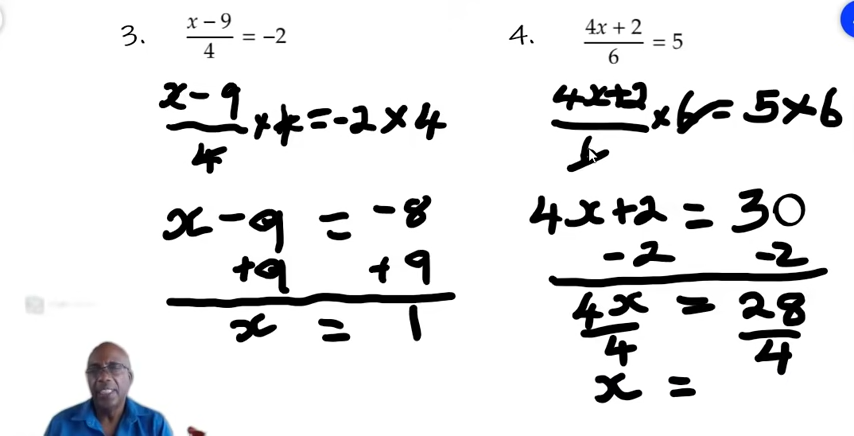 3. (x − 9)/4 = −2
(x − 9)/4 × 4 = −2 × 4
x − 9 = −8
+9 +9
x = 1
4. (4x + 2)/6 = 5
(4x+2)/6 × 6 = 5 × 6
4x + 2 = 30
−2 −2
4x/4 = 28/4
x =